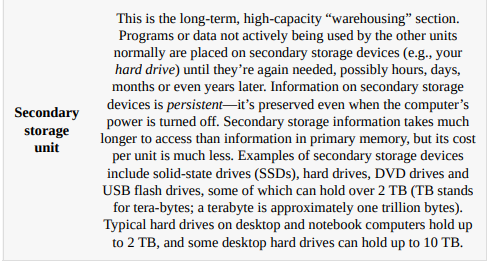 This is the long-term, high-capacity “warehousing” section.
Programs or data not actively being used by the other units
normally are placed on secondary storage devices (e.g., your
hard drive) until they’re again needed, possibly hours, days,
months or even years later. Information on secondary storage
devices is persistent—it’s preserved even when the computer’s
power is turned off. Secondary storage information takes much
longer to access than information in primary memory, but its cost
per unit is much less. Examples of secondary storage devices
include solid-state drives (SSDs), hard drives, DVD drives and
USB flash drives, some of which can hold over 2 TB (TB stands
for tera-bytes; a terabyte is approximately one trillion bytes).
Typical hard drives on desktop and notebook computers hold up
to 2 TB, and some desktop hard drives can hold up to 10 TB.
Secondary
storage
unit